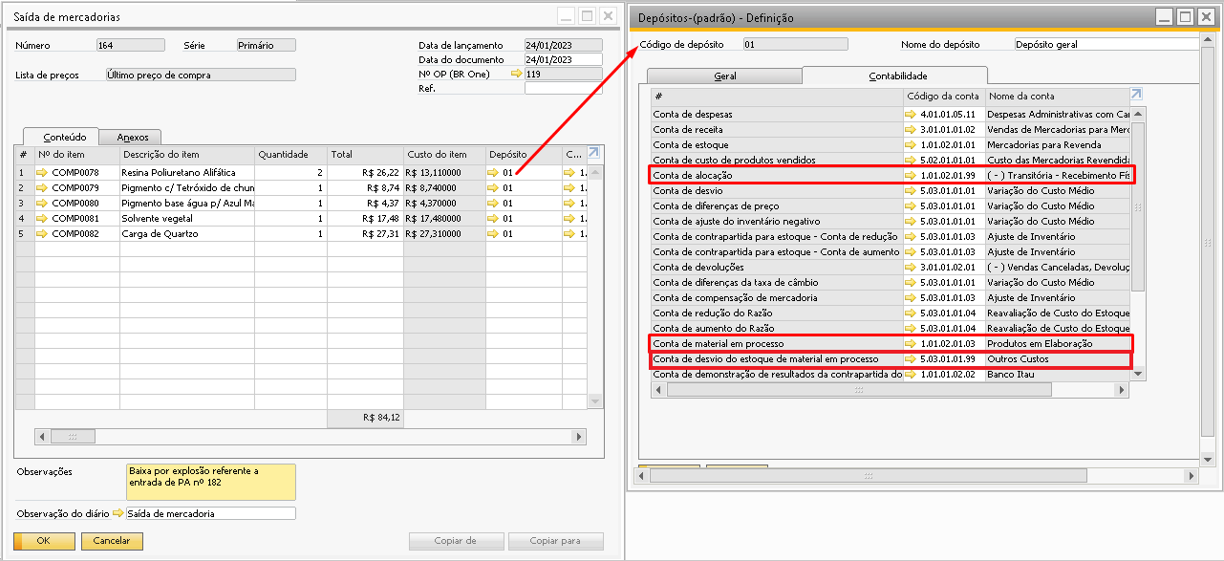 Saída de mercadorias
Número 164 Série Primário
Data de lançamento 24/01/2023
Data do documento 24/01/2023
Lista de preços Último preço de compra
Nº OP (BR One) 119
Ref.
Conteúdo Anexos
# Nº do item Descrição do item Quantidade Total Custo do item Depósito C...
1 COMP0078 Resina Poliuretano Alifática 2 R$ 26,22 R$ 13,110000 01 1.
2 COMP0079 Pigmento c/ Tetróxido de chun 1 R$ 8,74 R$ 8,740000 01 1.
3 COMP0080 Pigmento base água p/ Azul Ma 1 R$ 4,37 R$ 4,370000 01 1.
4 COMP0081 Solvente vegetal 1 R$ 17,48 R$ 17,480000 01 1.
5 COMP0082 Carga de Quartzo 1 R$ 27,31 R$ 27,310000 01 1.
R$ 84,12
Observações Baixa por explosão referente a
entrada de PA nº 182
Observação do diário Saída de mercadoria
OK Cancelar Copiar de Copiar para
Depósitos-(padrão) - Definição
Código de depósito 01 Nome do depósito Depósito geral
Geral Contabilidade
# Código da conta Nome da conta
Conta de despesas 4.01.01.05.11 Despesas Administrativas com Car
Conta de receita 3.01.01.01.02 Vendas de Mercadorias para Merc
Conta de estoque 1.01.02.01.02 Mercadorias para Revenda
Conta de custo de produtos vendidos 5.02.01.01.01 Custo das Mercadorias Revendida
Conta de alocação 1.01.02.01.99 ( - ) Transitória - Recebimento Fís
Conta de desvio 5.03.01.01.01 Variação do Custo Médio
Conta de diferenças de preço 5.03.01.01.01 Variação do Custo Médio
Conta de ajuste do inventário negativo 5.03.01.01.01 Variação do Custo Médio
Conta de contrapartida para estoque - Conta de redução 5.03.01.01.03 Ajuste de Inventário
Conta de contrapartida para estoque - Conta de aumento 5.03.01.01.03 Ajuste de Inventário
Conta de devoluções 3.01.01.02.01 ( - ) Vendas Canceladas, Devoluç
Conta de diferenças da taxa de câmbio 5.03.01.01.01 Variação do Custo Médio
Conta de compensação de mercadoria 5.03.01.01.03 Ajuste de Inventário
Conta de redução do Razão 5.03.01.01.04 Reavaliação de Custo do Estoque
Conta de aumento do Razão 5.03.01.01.04 Reavaliação de Custo do Estoque
Conta de material em processo 1.01.02.01.03 Produtos em Elaboração
Conta de desvio do estoque de material em processo 5.03.01.01.99 Outros Custos
Conta de demonstração de resultados da contrapartida do 1.01.01.02.02 Banco Itau